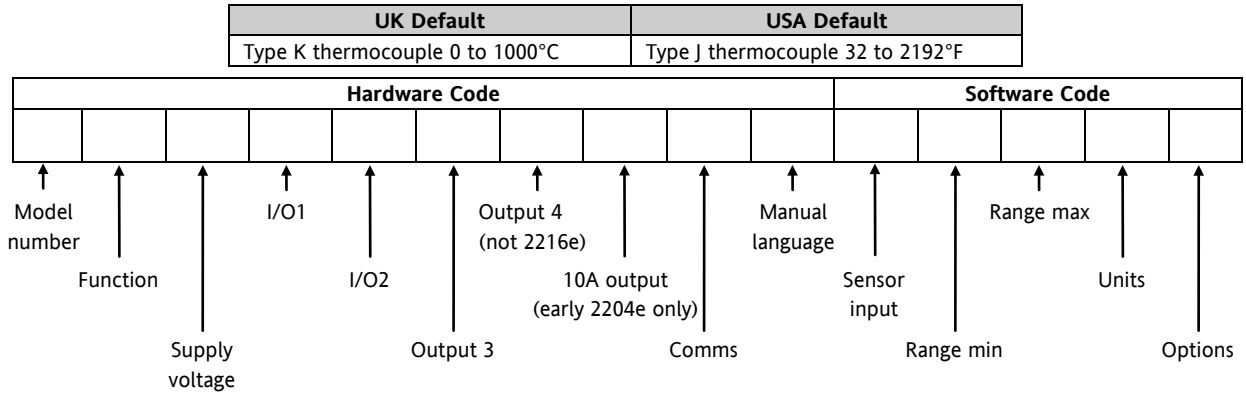 UK Default USA Default
Type K thermocouple 0 to 1000°C Type J thermocouple 32 to 2192°F
Hardware Code Software Code
Model
number
Function
Supply
voltage
I/O1
I/O2
Output 3
Output 4
(not 2216e)
10A output
(early 2204e only)
Comms
Manual
language
Sensor
input
Range min
Range max
Units
Options